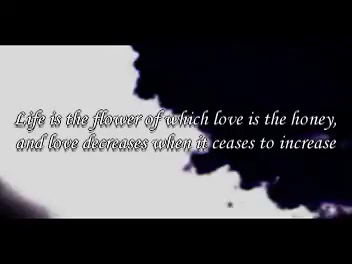 Life is the flower of which love is the honey,
and love decreases when it ceases to increase